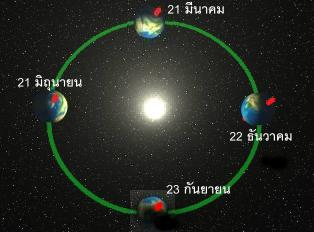 21 มีนาคม
21 มิถุนายน
22 ธันวาคม
23 กันยายน